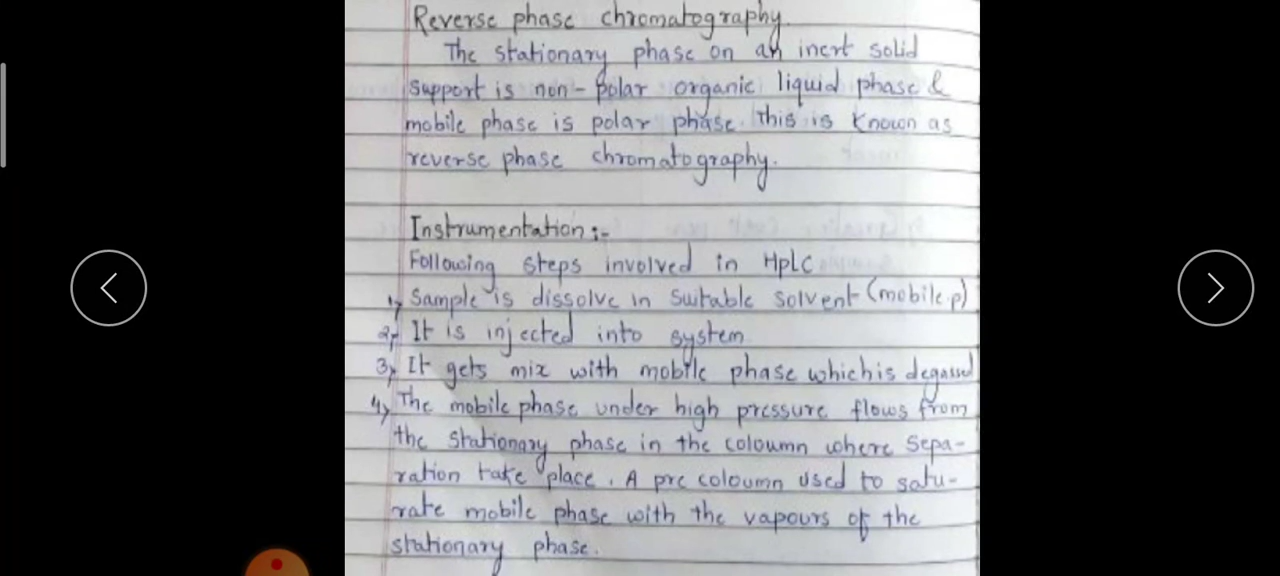 Reverse phase chromatography.
The stationary phase on an inert solid
support is non-polar organic liquid phase &
mobile phase is polar phase. This is known as
reverse phase chromatography.
Instrumentation :-
Following steps involved in HPLC
1) Sample is dissolve in suitable solvent (mobile.p)
2) It is injected into system
3) It gets mix with mobile phase which is degassed
4) The mobile phase under high pressure flows from
the stationary phase in the coloumn where sepa-
ration take place. A pre coloumn used to satu-
rate mobile phase with the vapours of the
stationary phase.